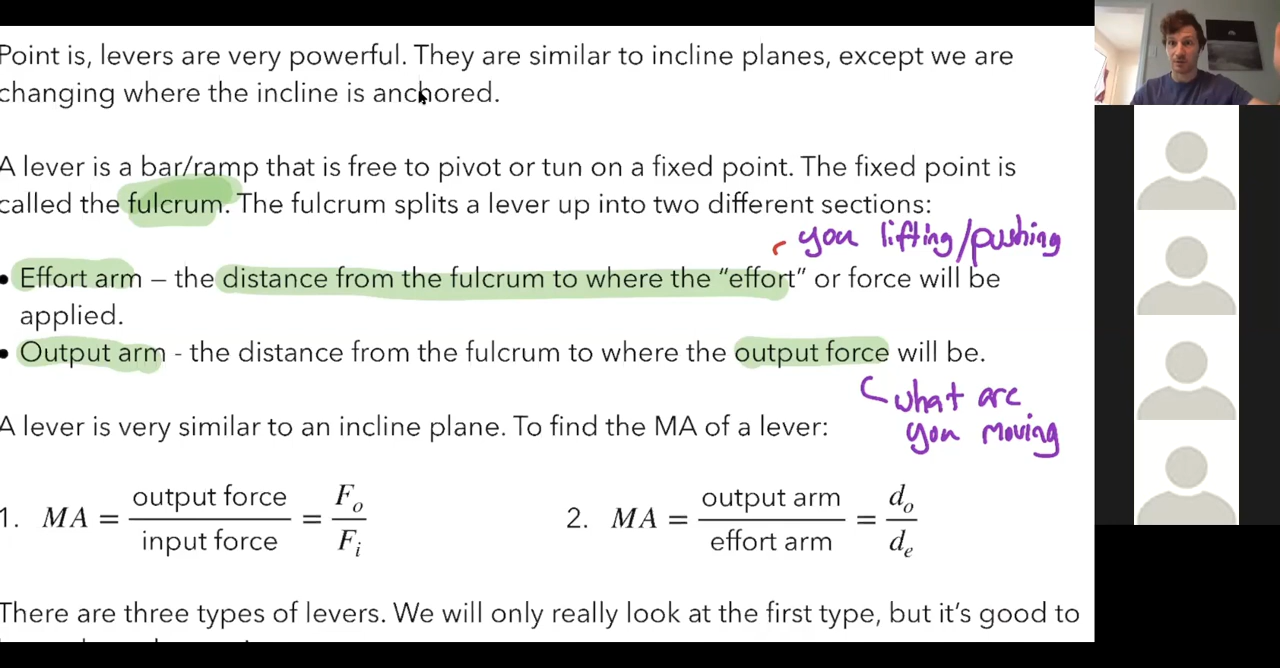 Point is, levers are very powerful. They are similar to incline planes, except we are
changing where the incline is anchored.
A lever is a bar/ramp that is free to pivot or tun on a fixed point. The fixed point is
called the fulcrum. The fulcrum splits a lever up into two different sections:
you lifting/pushing
• Effort arm – the distance from the fulcrum to where the "effort" or force will be
applied.
• Output arm - the distance from the fulcrum to where the output force will be.
what are
you moving
A lever is very similar to an incline plane. To find the MA of a lever:
1. MA = output force / input force = F_o / F_i
2. MA = output arm / effort arm = d_o / d_e
There are three types of levers. We will only really look at the first type, but it's good to